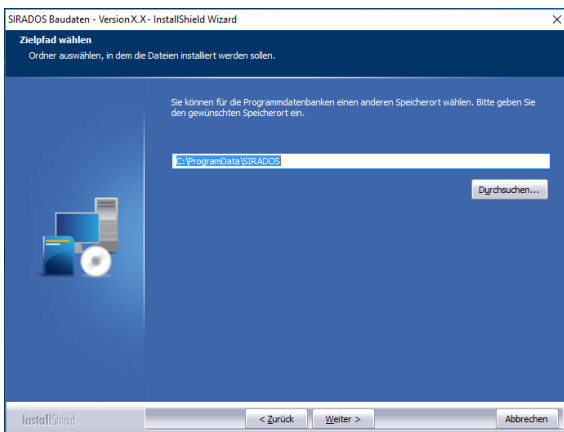 SIRADOS Baudaten - Version X.X - InstallShield Wizard
Zielpfad wählen
Ordner auswählen, in dem die Dateien installiert werden sollen.
Sie können für die Programmdatenbanken einen anderen Speicherort wählen. Bitte geben Sie
den gewünschten Speicherort ein.
C:\ProgramData\SIRADOS
Durchsuchen...
InstallShield
< Zurück
Weiter >
Abbrechen